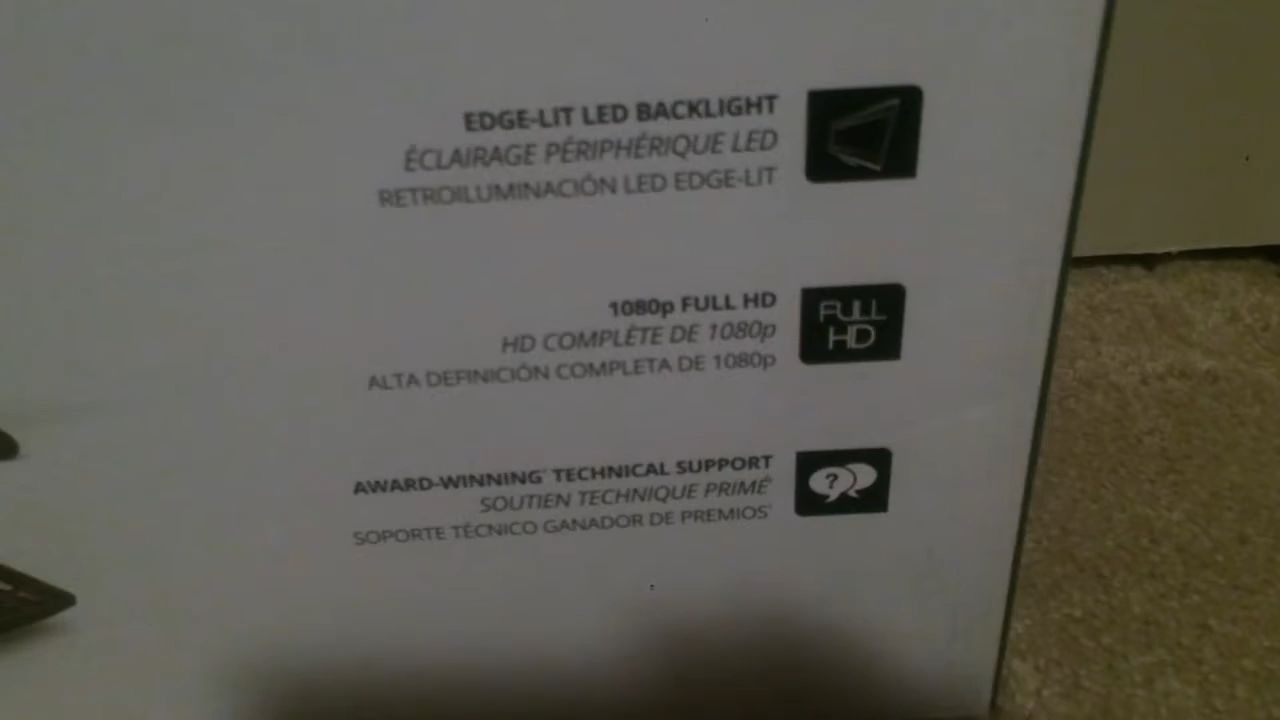 EDGE-LIT LED BACKLIGHT
ÉCLAIRAGE PÉRIPHÉRIQUE LED
RETROILUMINACIÓN LED EDGE-LIT
1080p FULL HD
HD COMPLÈTE DE 1080p
ALTA DEFINICIÓN COMPLETA DE 1080p
FULL
HD
AWARD-WINNING* TECHNICAL SUPPORT
SOUTIEN TECHNIQUE PRIMÉ*
SOPORTE TÉCNICO GANADOR DE PREMIOS*
?